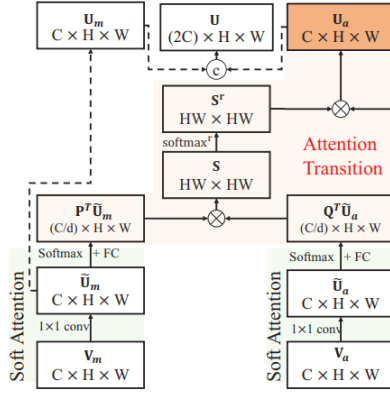 U_m
C × H × W
U
(2C) × H × W
U_a
C × H × W
c
S^r
HW × HW
softmax^r
Attention
Transition
S
HW × HW
P^T Ũ_m
(C/d) × H × W
Q^T Ũ_a
(C/d) × H × W
Softmax + FC
Softmax + FC
Soft Attention
Ũ_m
C × H × W
1×1 conv
V_m
C × H × W
Soft Attention
Ũ_a
C × H × W
1×1 conv
V_a
C × H × W